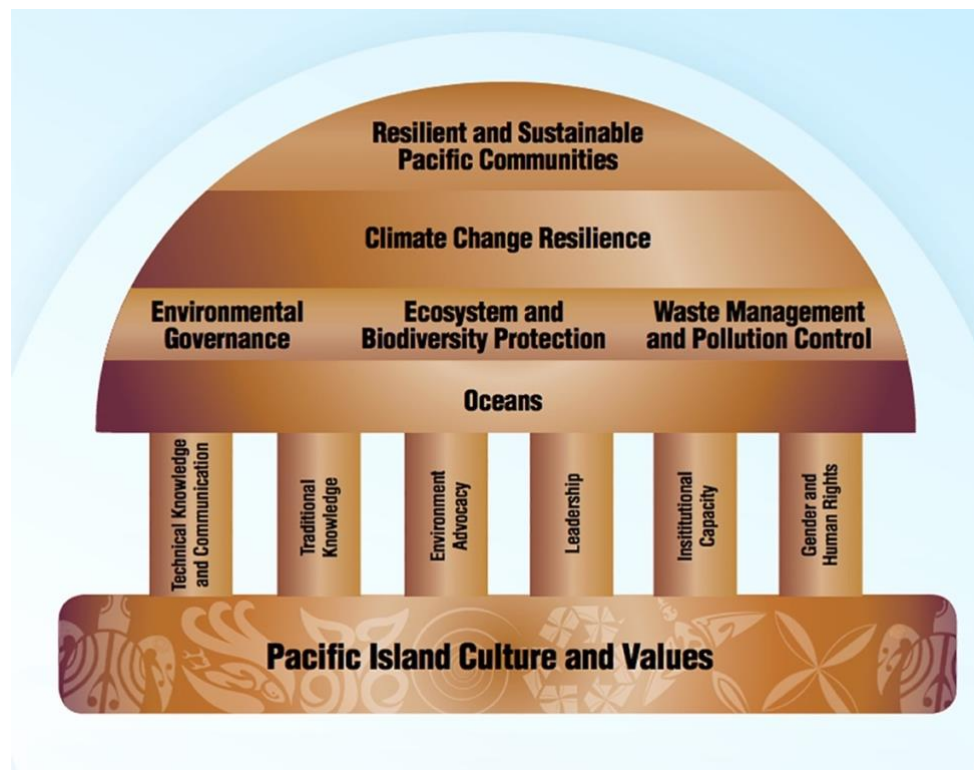 Resilient and Sustainable
Pacific Communities
Climate Change Resilience
Environmental
Governance
Ecosystem and
Biodiversity Protection
Waste Management
and Pollution Control
Oceans
Technical Knowledge
and Communication
Traditional
Knowledge
Environment
Advocacy
Leadership
Insititutional
Capacity
Gender and
Human Rights
Pacific Island Culture and Values